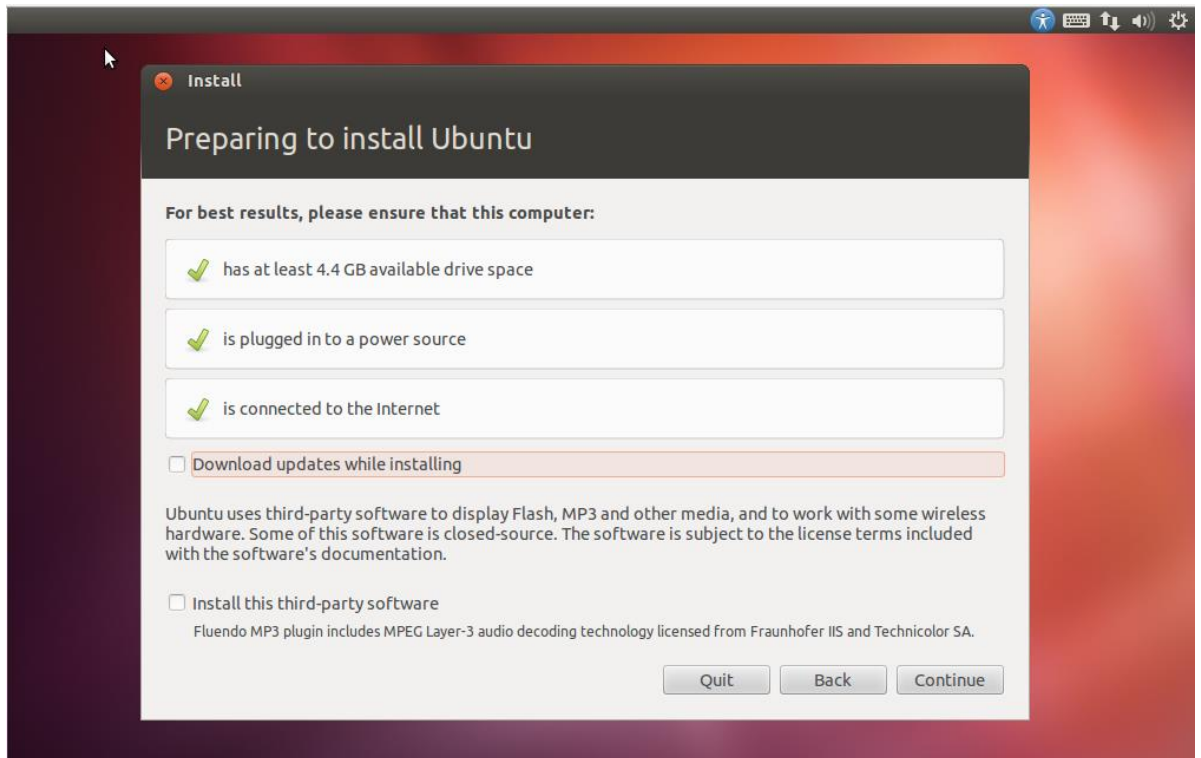 Install
Preparing to install Ubuntu
For best results, please ensure that this computer:
has at least 4.4 GB available drive space
is plugged in to a power source
is connected to the Internet
Download updates while installing
Ubuntu uses third-party software to display Flash, MP3 and other media, and to work with some wireless
hardware. Some of this software is closed-source. The software is subject to the license terms included
with the software's documentation.
Install this third-party software
Fluendo MP3 plugin includes MPEG Layer-3 audio decoding technology licensed from Fraunhofer IIS and Technicolor SA.
Quit Back Continue